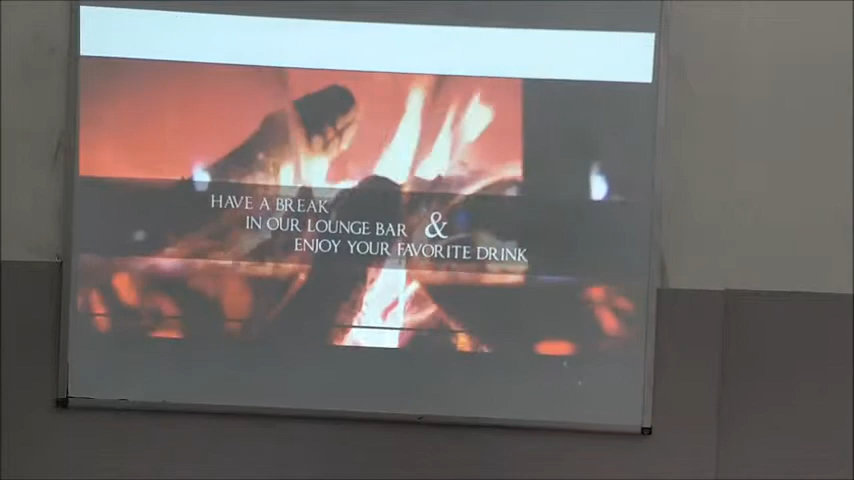 HAVE A BREAK
IN OUR LOUNGE BAR &
ENJOY YOUR FAVORITE DRINK